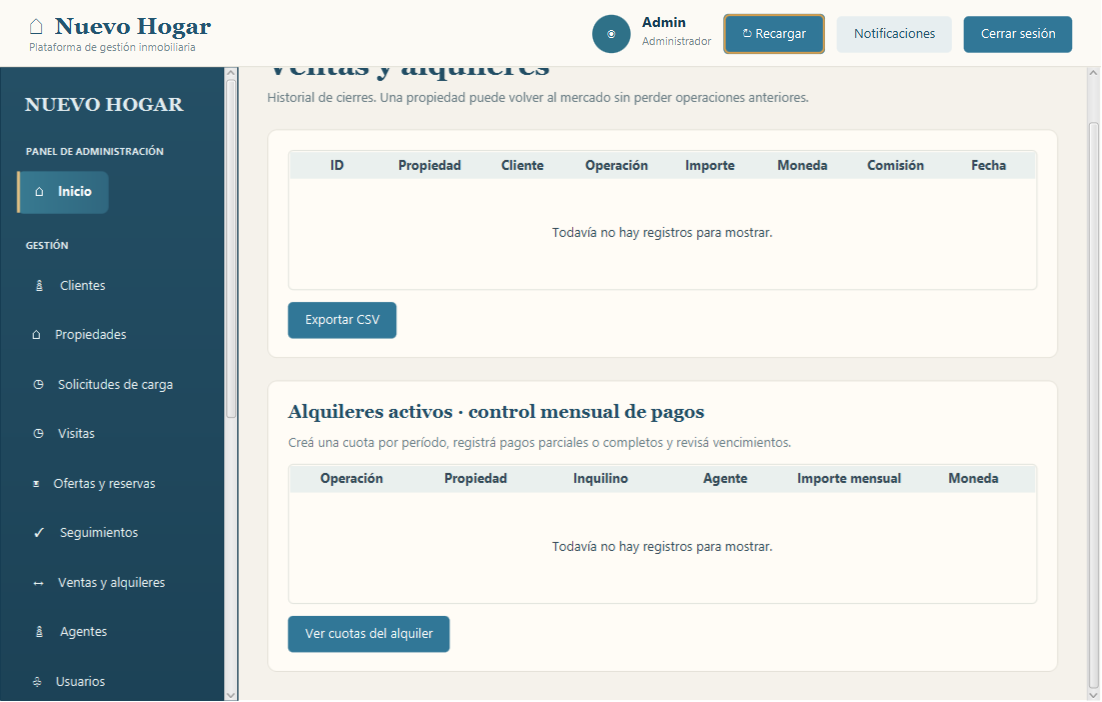 Nuevo Hogar
Plataforma de gestión inmobiliaria
Admin
Administrador
Recargar
Notificaciones
Cerrar sesión
NUEVO HOGAR
PANEL DE ADMINISTRACIÓN
Inicio
GESTIÓN
Clientes
Propiedades
Solicitudes de carga
Visitas
Ofertas y reservas
Seguimientos
Ventas y alquileres
Agentes
Usuarios
Ventas y alquileres
Historial de cierres. Una propiedad puede volver al mercado sin perder operaciones anteriores.
ID Propiedad Cliente Operación Importe Moneda Comisión Fecha
Todavía no hay registros para mostrar.
Exportar CSV
Alquileres activos · control mensual de pagos
Creá una cuota por período, registrá pagos parciales o completos y revisá vencimientos.
Operación Propiedad Inquilino Agente Importe mensual Moneda
Todavía no hay registros para mostrar.
Ver cuotas del alquiler